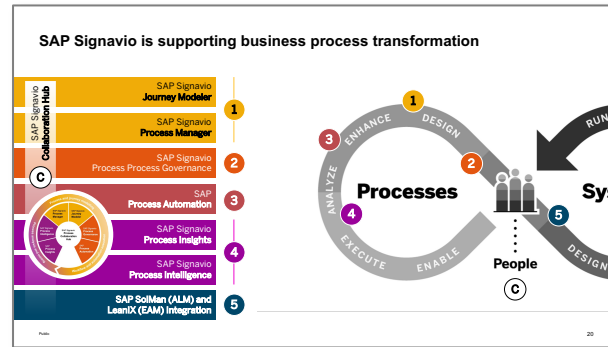 SAP Signavio is supporting business process transformation
SAP Signavio
Collaboration Hub
C
SAP Signavio
Journey Modeler
SAP Signavio
Process Manager
1
SAP Signavio
Process Process Governance
2
SAP
Process Automation
3
SAP Signavio
Process Insights
SAP Signavio
Process Intelligence
4
SAP SolMan (ALM) and
LeanIX (EAM) Integration
5
1
ENHANCE
DESIGN
3
2
ANALYZE
Processes
4
EXECUTE
ENABLE
People
C
RUN
Sys
5
DESIGN
Public
20